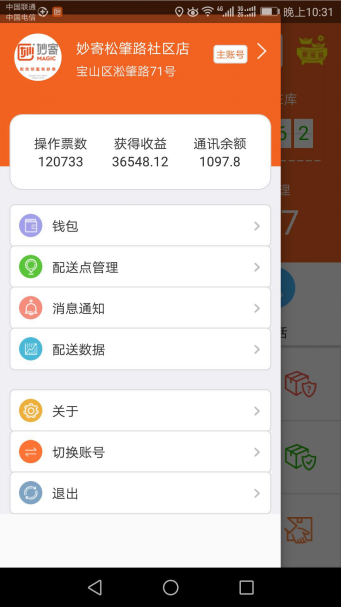 中国联通
中国电信
晚上10:31
妙寄
MAGIC
妙寄松肇路社区店
主账号
宝山区淞肇路71号
操作票数 获得收益 通讯余额
120733 36548.12 1097.8
钱包
配送点管理
消息通知
配送数据
关于
切换账号
退出
库
6 2
理
7
活